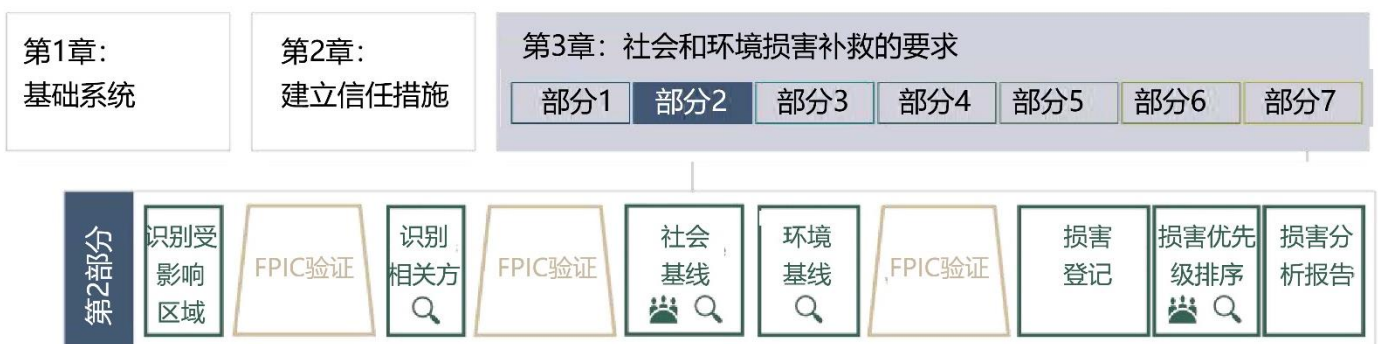 第1章：
基础系统
第2章：
建立信任措施
第3章：社会和环境损害补救的要求
部分1 部分2 部分3 部分4 部分5 部分6 部分7
第2部分
识别受
影响
区域
FPIC验证
识别
相关方
FPIC验证
社会
基线
环境
基线
FPIC验证
损害
登记
损害优先
级排序
损害分
析报告